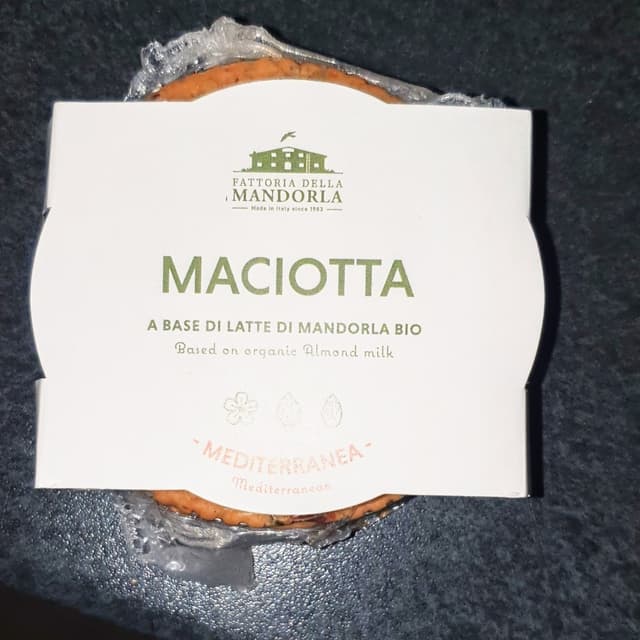 FATTORIA DELLA
MANDORLA
Made in Italy since 1983
MACIOTTA
A BASE DI LATTE DI MANDORLA BIO
Based on organic Almond milk
- MEDITERRANEA -
Mediterranean